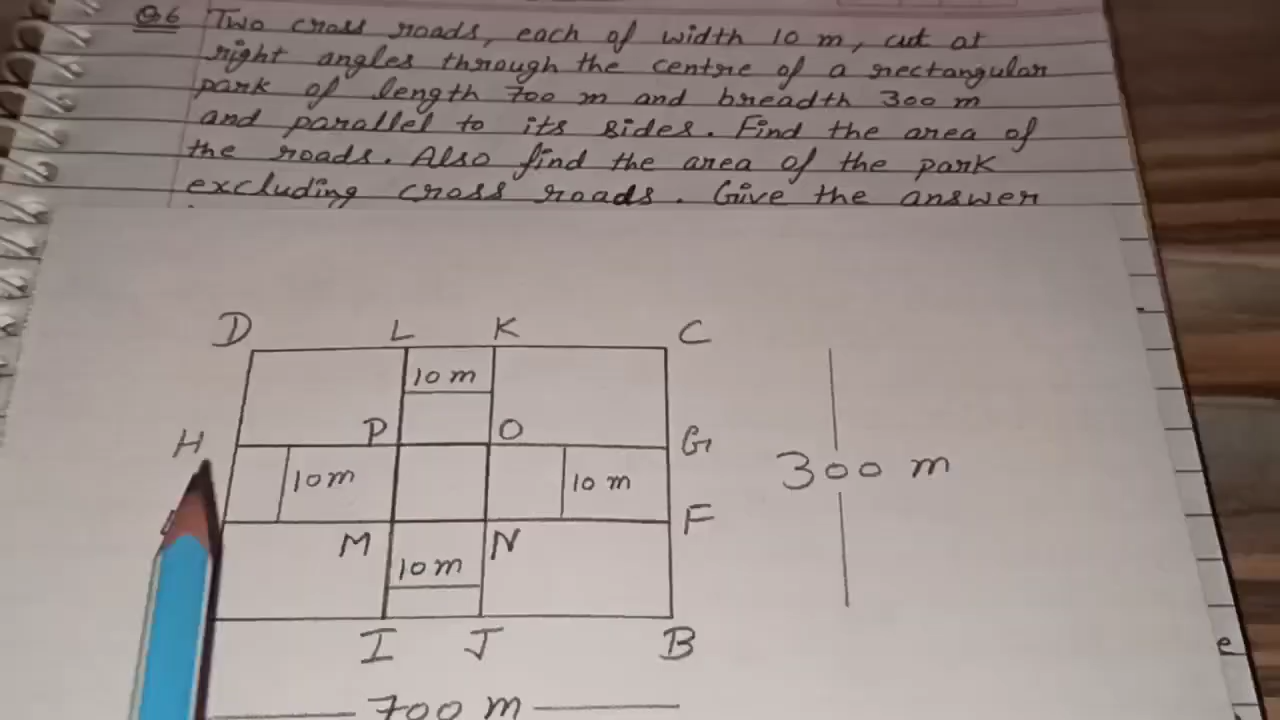 Q6 Two cross roads, each of width 10 m, cut at
right angles through the centre of a rectangular
park of length 700 m and breadth 300 m
and parallel to its sides. Find the area of
the roads. Also find the area of the park
excluding cross roads. Give the answer
D L K C
10 m
H P O G
10 m 10 m 300 m
M N F
10 m
I J B
e
700 m